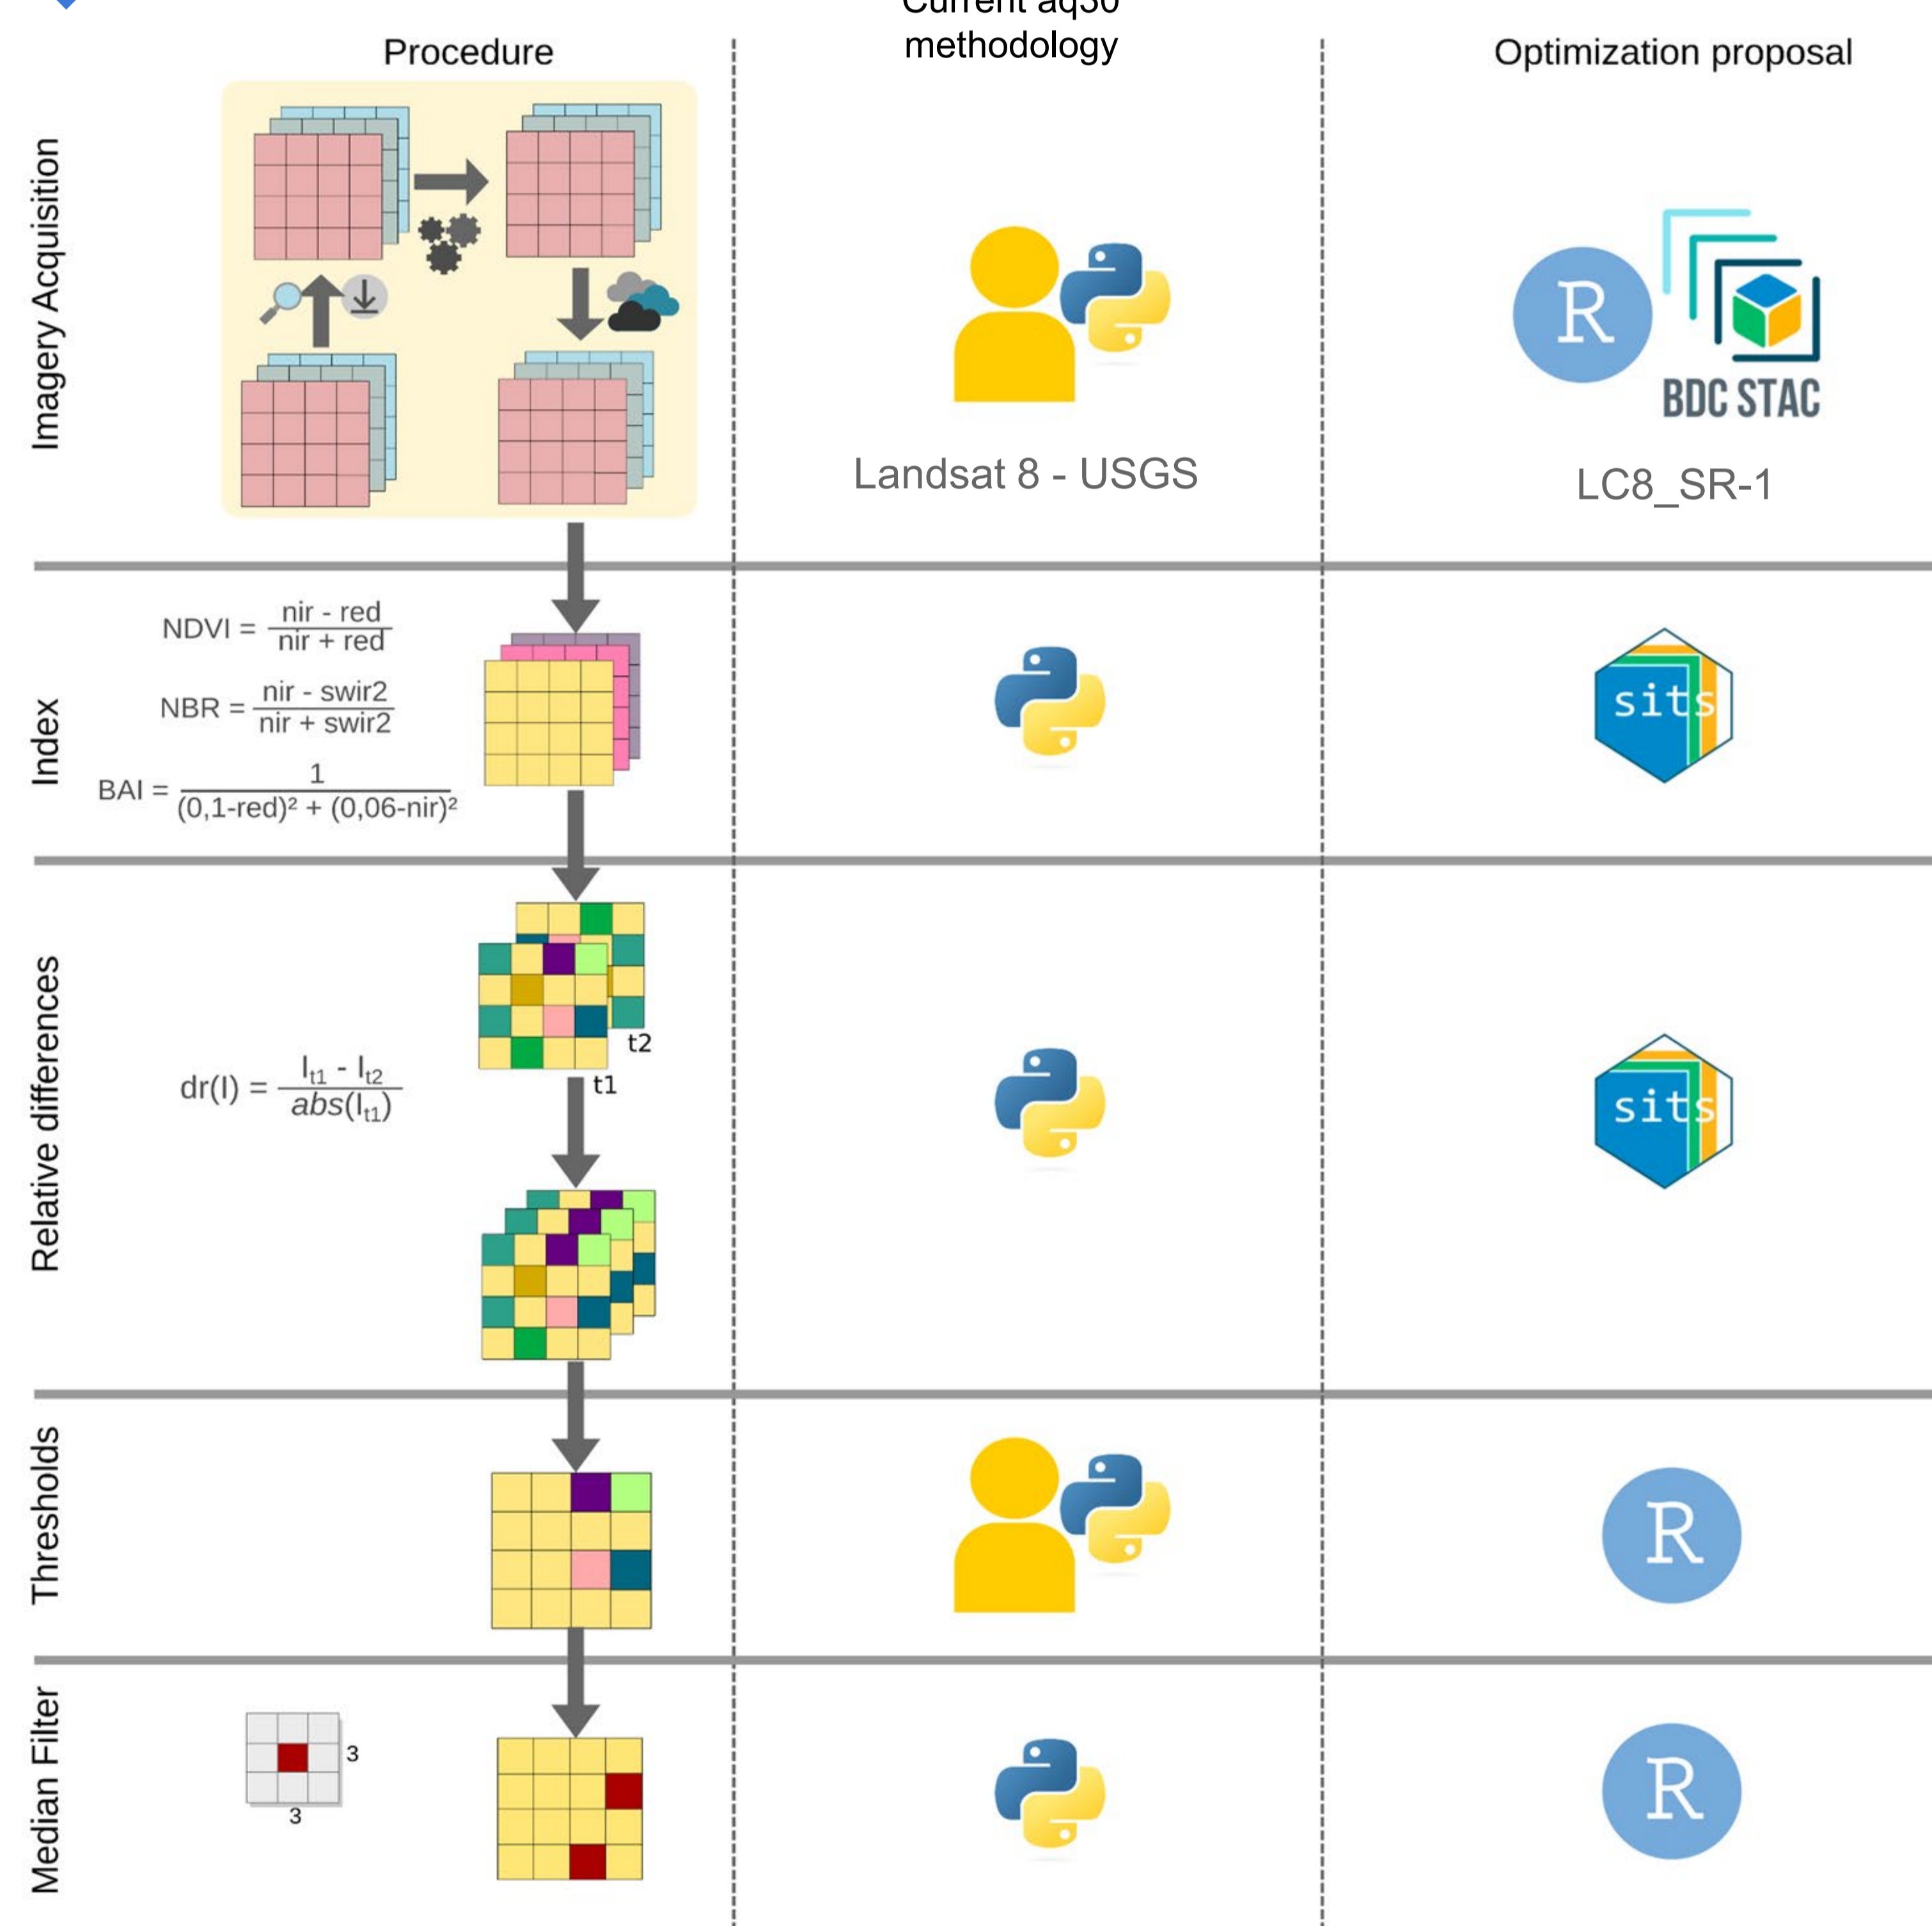 Current aq30
methodology
Procedure
Optimization proposal
Imagery Acquisition
R
BDC STAC
Landsat 8 - USGS
LC8_SR-1
Index
NDVI = nir - red
nir + red
NBR = nir - swir2
nir + swir2
BAI = 1
(0,1-red)² + (0,06-nir)²
sits
Relative differences
t2
t1
dr(I) = It1 - It2
abs(It1)
sits
Thresholds
R
Median Filter
3
3
R